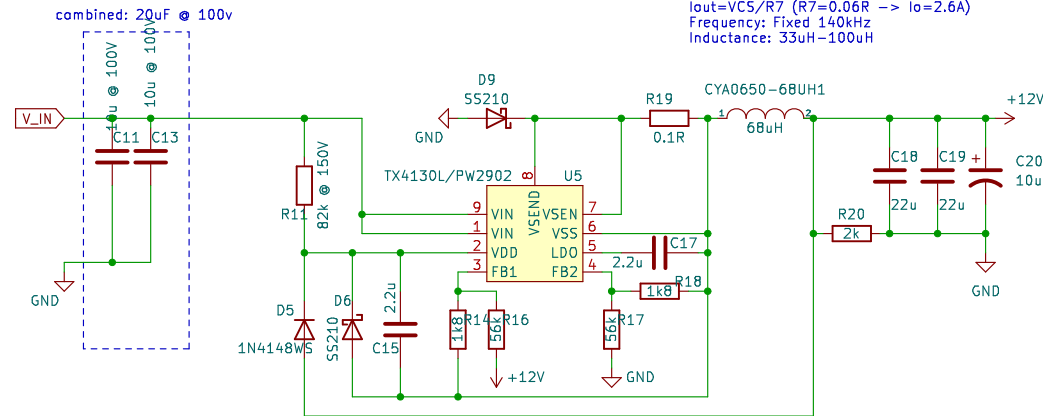 Iout=VCS/R7 (R7=0.06R -> Io=2.6A)
combined: 20uF @ 100v
Frequency: Fixed 140kHz
Inductance: 33uH-100uH
10u @ 100V
10u @ 100V
D9
SS210
CYA0650-68UH1
R19
+12V
V_IN
1
2
GND
0.1R
68uH
C11
C13
C18
C19
C20
10u
TX4130L/PW2902
U5
8
VSEND
82k @ 150V
R11
22u
22u
9
VIN
VSEN
7
R20
1
VIN
VSS
6
2k
2
VDD
LDO
5
C17
2.2u
3
FB1
FB2
4
GND
R18
1k8
GND
2.2u
D5
D6
R14
1k8
R16
56k
R17
56k
1N4148WS
SS210
C15
+12V
GND